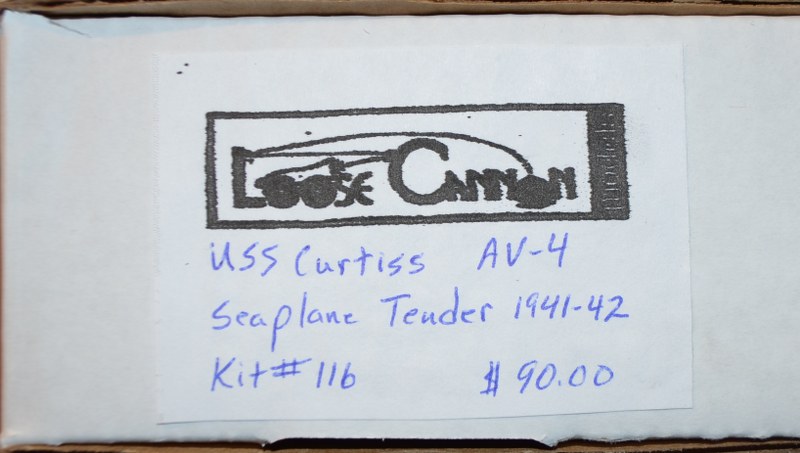 LOOSE CANNON
models
USS Curtiss AV-4
Seaplane Tender 1941-42
Kit# 116 $ 90.00